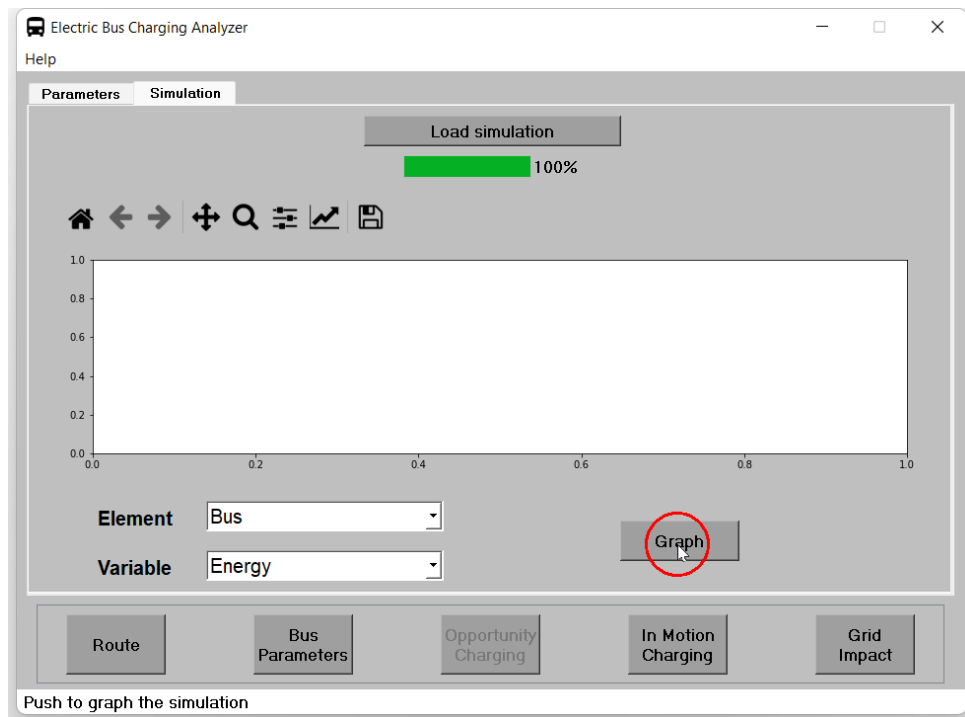 Electric Bus Charging Analyzer
Help
Parameters Simulation
Load simulation
100%
1.0
0.8
0.6
0.4
0.2
0.0
0.0 0.2 0.4 0.6 0.8 1.0
Element Bus
Graph
Variable Energy
Route
Bus
Parameters
Opportunity
Charging
In Motion
Charging
Grid
Impact
Push to graph the simulation